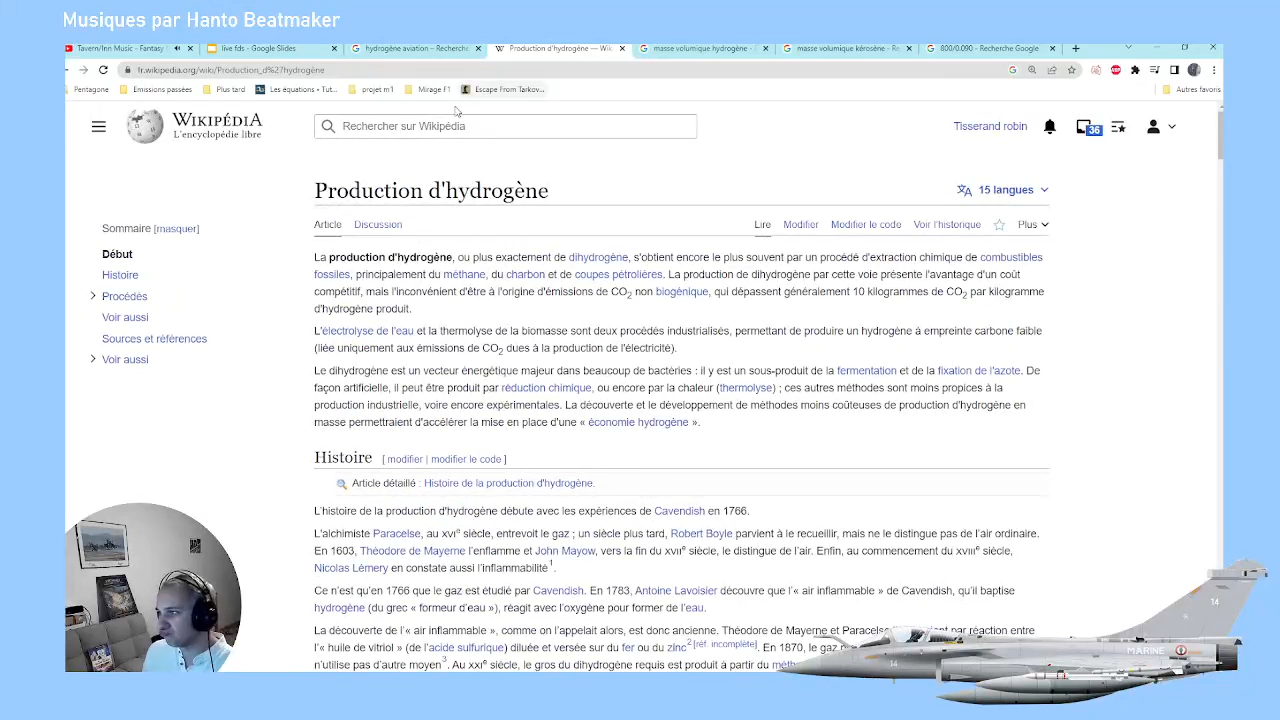 Musiques par Hanto Beatmaker
Tavern/Inn Music - Fantasy
live fds - Google Slides
hydrogène aviation – Recherche
Production d'hydrogène — Wik
masse volumique hydrogène -
masse volumique kérosène - Re
800/0.090 - Recherche Google
fr.wikipedia.org/wiki/Production_d%27hydrogène
Pentagone
Emissions passées
Plus tard
Les équations • Tut...
projet m1
Mirage F1
Escape From Tarkov...
Autres favoris
WIKIPÉDIA
L'encyclopédie libre
Rechercher sur Wikipédia
Tisserand robin
36
Production d'hydrogène
15 langues
Sommaire [masquer]
Début
Histoire
Procédés
Voir aussi
Sources et références
Voir aussi
Article
Discussion
Lire
Modifier
Modifier le code
Voir l'historique
Plus
La production d'hydrogène, ou plus exactement de dihydrogène, s'obtient encore le plus souvent par un procédé d'extraction chimique de combustibles
fossiles, principalement du méthane, du charbon et de coupes pétrolières. La production de dihydrogène par cette voie présente l'avantage d'un coût
compétitif, mais l'inconvénient d'être à l'origine d'émissions de CO2 non biogénique, qui dépassent généralement 10 kilogrammes de CO2 par kilogramme
d'hydrogène produit.
L'électrolyse de l'eau et la thermolyse de la biomasse sont deux procédés industrialisés, permettant de produire un hydrogène à empreinte carbone faible
(liée uniquement aux émissions de CO2 dues à la production de l'électricité).
Le dihydrogène est un vecteur énergétique majeur dans beaucoup de bactéries : il y est un sous-produit de la fermentation et de la fixation de l'azote. De
façon artificielle, il peut être produit par réduction chimique, ou encore par la chaleur (thermolyse) ; ces autres méthodes sont moins propices à la
production industrielle, voire encore expérimentales. La découverte et le développement de méthodes moins coûteuses de production d'hydrogène en
masse permettraient d'accélérer la mise en place d'une « économie hydrogène ».
Histoire [ modifier | modifier le code ]
Article détaillé : Histoire de la production d'hydrogène.
L'histoire de la production d'hydrogène débute avec les expériences de Cavendish en 1766.
L'alchimiste Paracelse, au XVIe siècle, entrevoit le gaz ; un siècle plus tard, Robert Boyle parvient à le recueillir, mais ne le distingue pas de l'air ordinaire.
En 1603, Théodore de Mayerne l'enflamme et John Mayow, vers la fin du XVIIe siècle, le distingue de l'air. Enfin, au commencement du XVIIIe siècle,
Nicolas Lémery en constate aussi l'inflammabilité1.
Ce n'est qu'en 1766 que le gaz est étudié par Cavendish. En 1783, Antoine Lavoisier découvre que l'« air inflammable » de Cavendish, qu'il baptise
hydrogène (du grec « formeur d'eau »), réagit avec l'oxygène pour former de l'eau.
La découverte de l'« air inflammable », comme on l'appelait alors, est donc ancienne. Théodore de Mayerne et Paracelse par réaction entre
l'« huile de vitriol » (de l'acide sulfurique) diluée et versée sur du fer ou du zinc2 [réf. incomplète]. En 1870, le gaz
n'utilise pas d'autre moyen3. Au XXe siècle, le gros du dihydrogène requis est produit à partir du
14
MARINE
14